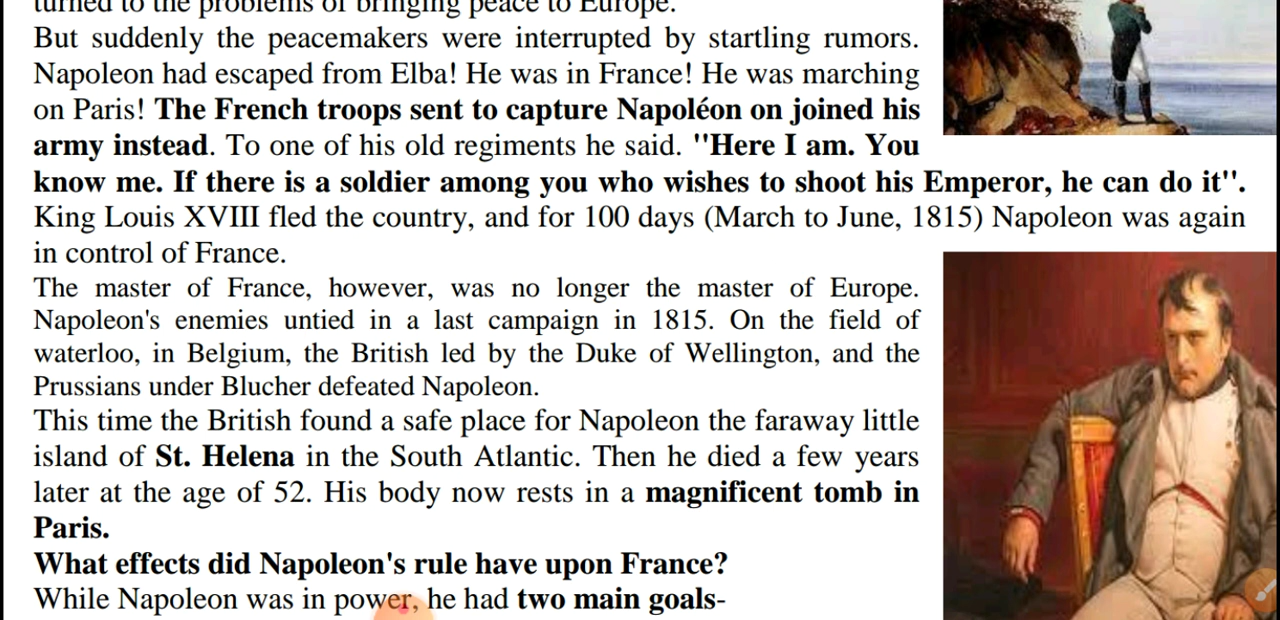 turned to the problems of bringing peace to Europe.
But suddenly the peacemakers were interrupted by startling rumors.
Napoleon had escaped from Elba! He was in France! He was marching
on Paris! The French troops sent to capture Napoléon on joined his
army instead. To one of his old regiments he said. "Here I am. You
know me. If there is a soldier among you who wishes to shoot his Emperor, he can do it".
King Louis XVIII fled the country, and for 100 days (March to June, 1815) Napoleon was again
in control of France.
The master of France, however, was no longer the master of Europe.
Napoleon's enemies untied in a last campaign in 1815. On the field of
waterloo, in Belgium, the British led by the Duke of Wellington, and the
Prussians under Blucher defeated Napoleon.
This time the British found a safe place for Napoleon the faraway little
island of St. Helena in the South Atlantic. Then he died a few years
later at the age of 52. His body now rests in a magnificent tomb in
Paris.
What effects did Napoleon's rule have upon France?
While Napoleon was in power, he had two main goals-